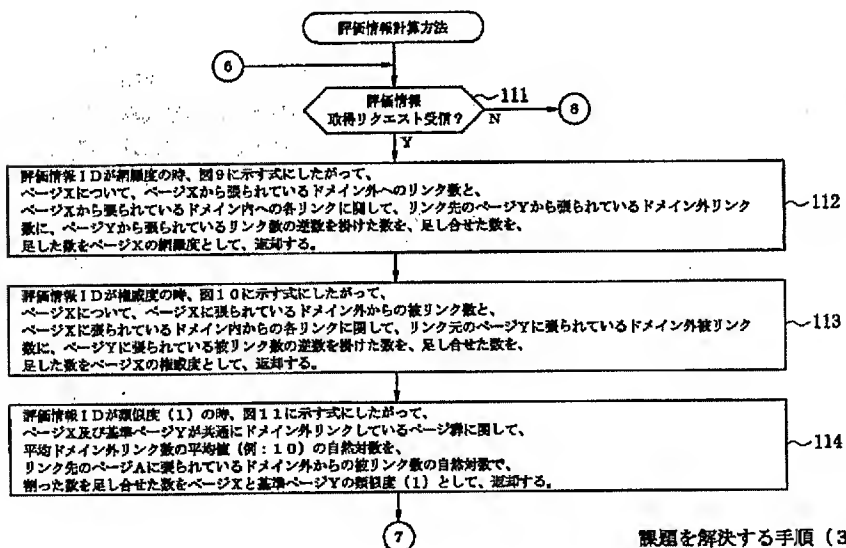 評価情報計算方法
6
評価情報
取得リクエスト受信?
111
N
8
Y
評価情報IDが網羅度の時、図9に示す式にしたがって、
ページXについて、ページXから張られているドメイン外へのリンク数と、
ページXから張られているドメイン内への各リンクに関して、リンク先のページYから張られているドメイン外リンク
数に、ページYから張られているリンク数の逆数を掛けた数を、足し合せた数を、
足した数をページXの網羅度として、返却する。
112
評価情報IDが権威度の時、図10に示す式にしたがって、
ページXについて、ページXに張られているドメイン外からの被リンク数と、
ページXに張られているドメイン内からの各リンクに関して、リンク元のページYに張られているドメイン外被リンク
数に、ページYに張られている被リンク数の逆数を掛けた数を、足し合せた数を、
足した数をページXの権威度として、返却する。
113
評価情報IDが類似度(1)の時、図11に示す式にしたがって、
ページX及び基準ページYが共通にドメイン外リンクしているページ群に関して、
平均ドメイン外リンク数の平均値(例:10)の自然対数を、
リンク先のページAに張られているドメイン外からの被リンク数の自然対数で、
割った数を足し合せた数をページXと基準ページYの類似度(1)として、返却する。
114
7
課題を解決する手順(3